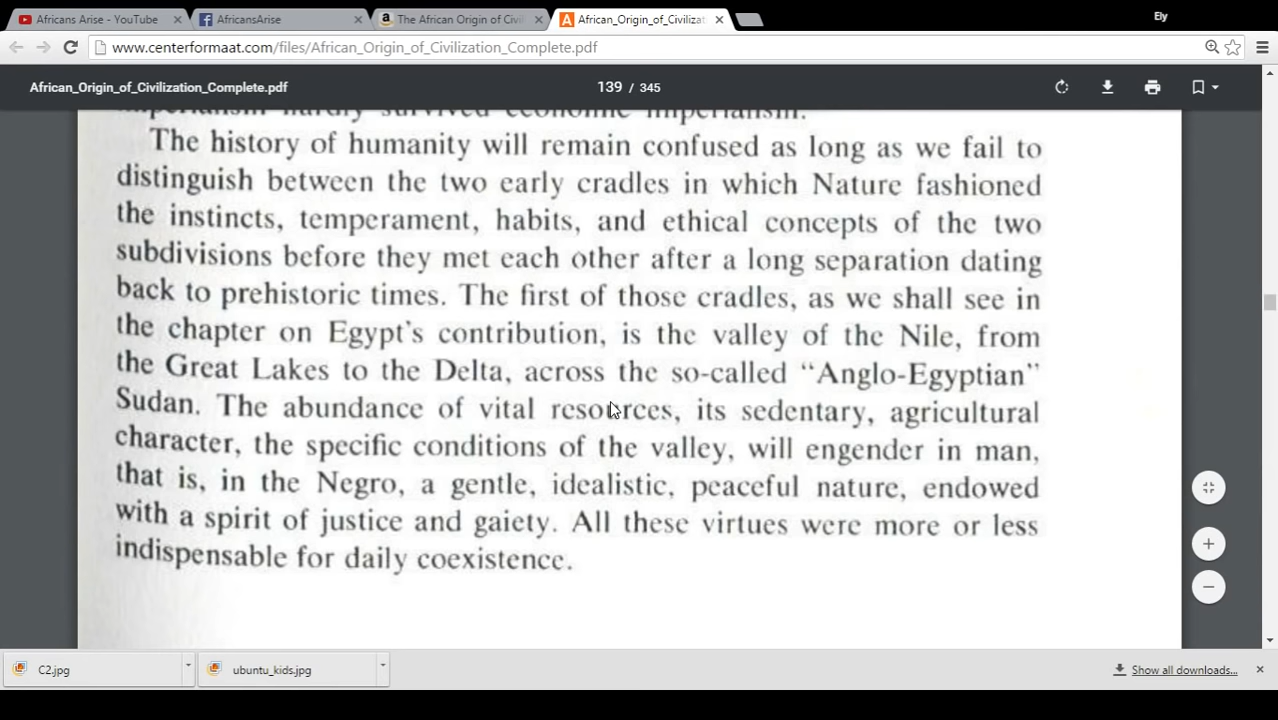 Africans Arise - YouTube
AfricansArise
The African Origin of Civil
African_Origin_of_Civilizat
Ely
www.centerformaat.com/files/African_Origin_of_Civilization_Complete.pdf
African_Origin_of_Civilization_Complete.pdf
139 / 345
imperialism hardly survived economic imperialism.
The history of humanity will remain confused as long as we fail to
distinguish between the two early cradles in which Nature fashioned
the instincts, temperament, habits, and ethical concepts of the two
subdivisions before they met each other after a long separation dating
back to prehistoric times. The first of those cradles, as we shall see in
the chapter on Egypt's contribution, is the valley of the Nile, from
the Great Lakes to the Delta, across the so-called “Anglo-Egyptian”
Sudan. The abundance of vital resources, its sedentary, agricultural
character, the specific conditions of the valley, will engender in man,
that is, in the Negro, a gentle, idealistic, peaceful nature, endowed
with a spirit of justice and gaiety. All these virtues were more or less
indispensable for daily coexistence.
C2.jpg
ubuntu_kids.jpg
Show all downloads...